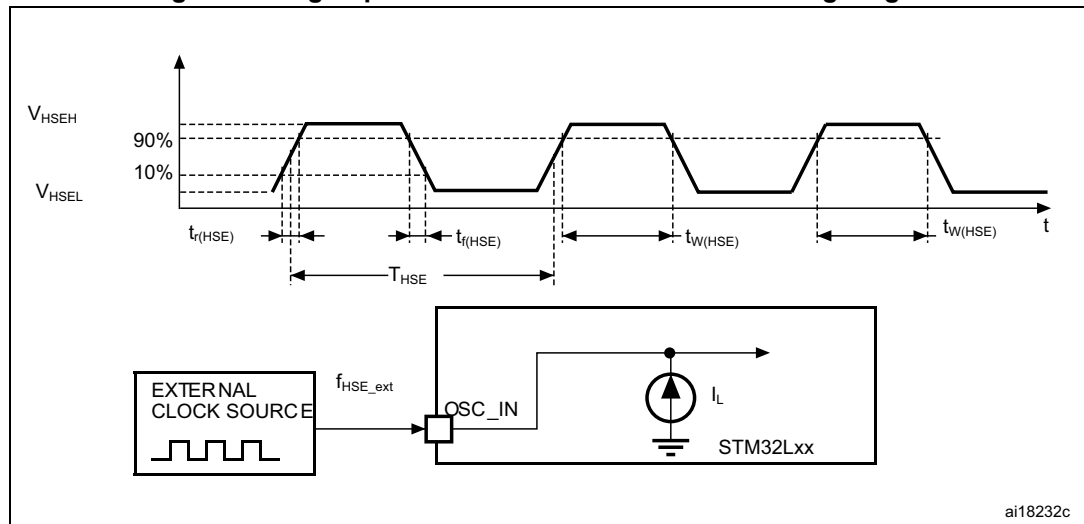 V_HSEH
90%
10%
V_HSEL
t_r(HSE)
t_f(HSE)
t_W(HSE)
t_W(HSE)
t
T_HSE
EXTERNAL
CLOCK SOURCE
f_HSE_ext
OSC_IN
I_L
STM32Lxx
ai18232c